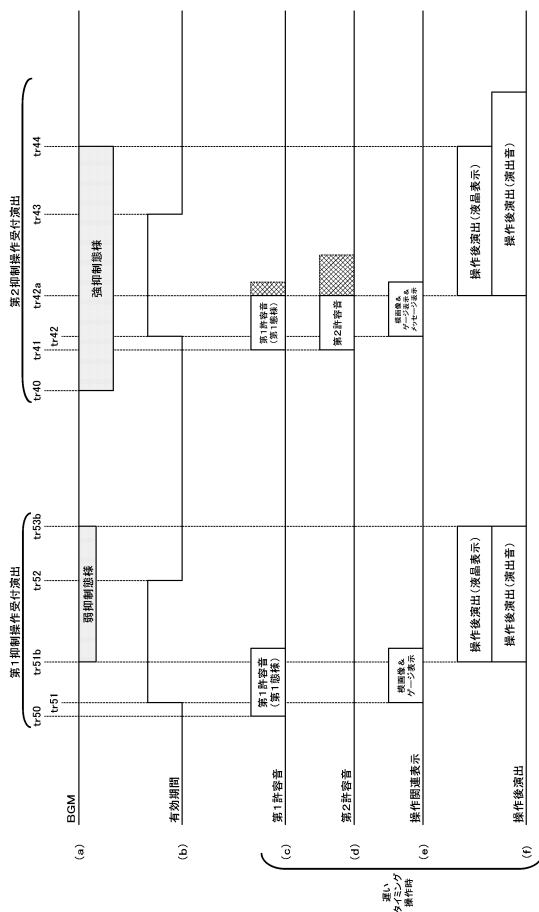 第1抑制操作受付演出
第2抑制操作受付演出
tr50
tr51
tr51b
tr52
tr53b
tr40
tr41
tr42
tr42a
tr43
tr44
(a)
BGM
弱抑制態様
強抑制態様
(b)
有効期間
遅い
タイミング
操作時
(c)
第1許容音
第1許容音
(第1態様)
第1許容音
(第1態様)
(d)
第2許容音
第2許容音
(e)
操作関連表示
模画像&
ゲージ表示
模画像&
ゲージ表示&
メッセージ表示
(f)
操作後演出
操作後演出(液晶表示)
操作後演出(演出音)
操作後演出(液晶表示)
操作後演出(演出音)